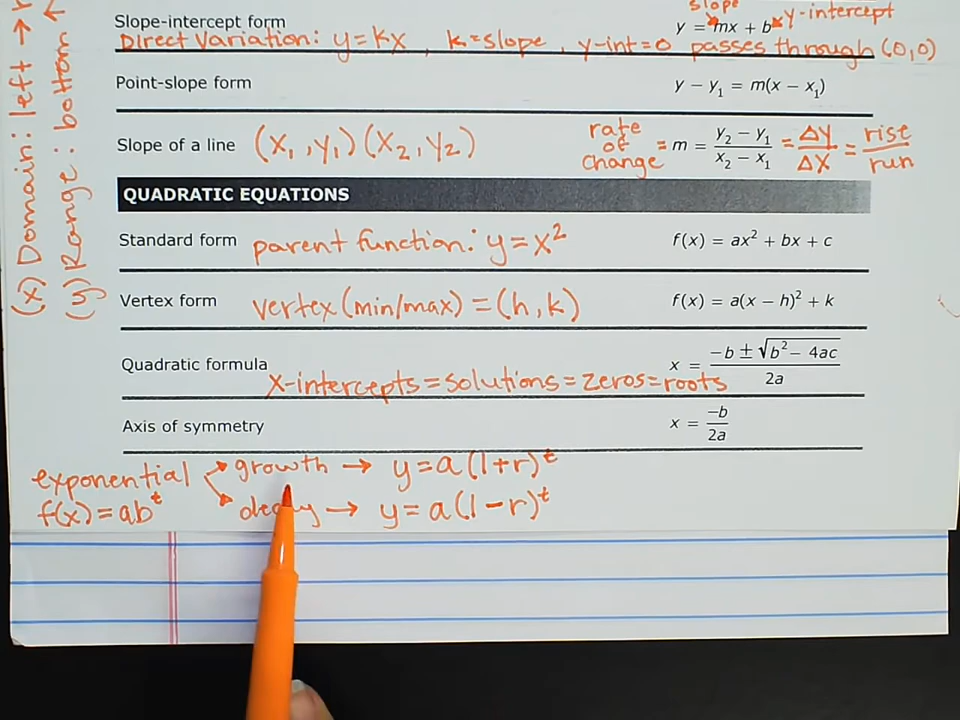 (x) Domain: left →
(y) Range: bottom
slope
Slope-intercept form y = mx + b y-intercept
Direct Variation: y=kx , k=slope , y-int=0 passes through (0,0)
Point-slope form y − y₁ = m(x − x₁)
Slope of a line (x₁,y₁)(x₂,y₂) rate of change = m = (y₂ − y₁)/(x₂ − x₁) = Δy/Δx = rise/run
QUADRATIC EQUATIONS
Standard form parent function: y=x² f(x) = ax² + bx + c
Vertex form vertex(min/max)=(h,k) f(x) = a(x − h)² + k
Quadratic formula x = (−b ± √(b² − 4ac))/2a
x-intercepts=solutions=zeros=roots
Axis of symmetry x = −b/2a
exponential growth → y=a(1+r)ᵗ
f(x)=abᵗ decay → y=a(1−r)ᵗ